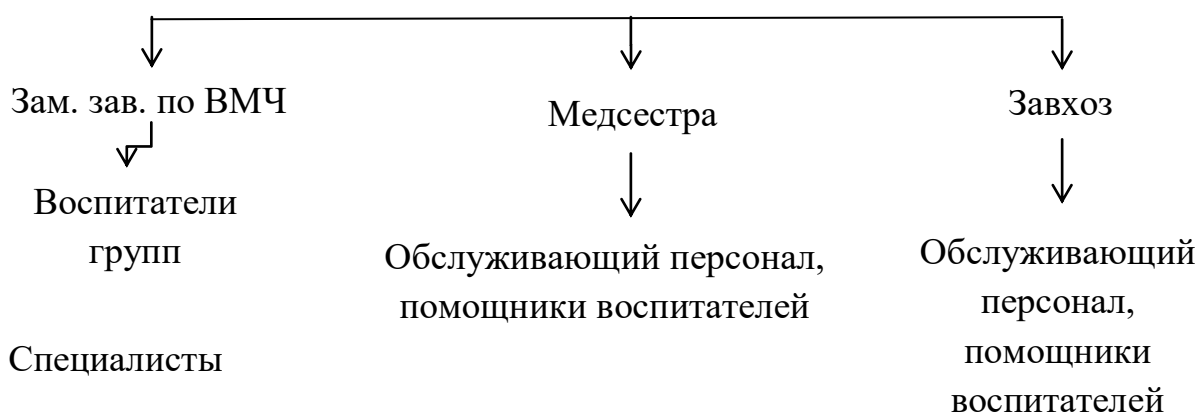 Зам. зав. по ВМЧ
Воспитатели
групп
Специалисты
Медсестра
Обслуживающий персонал,
помощники воспитателей
Завхоз
Обслуживающий
персонал,
помощники
воспитателей